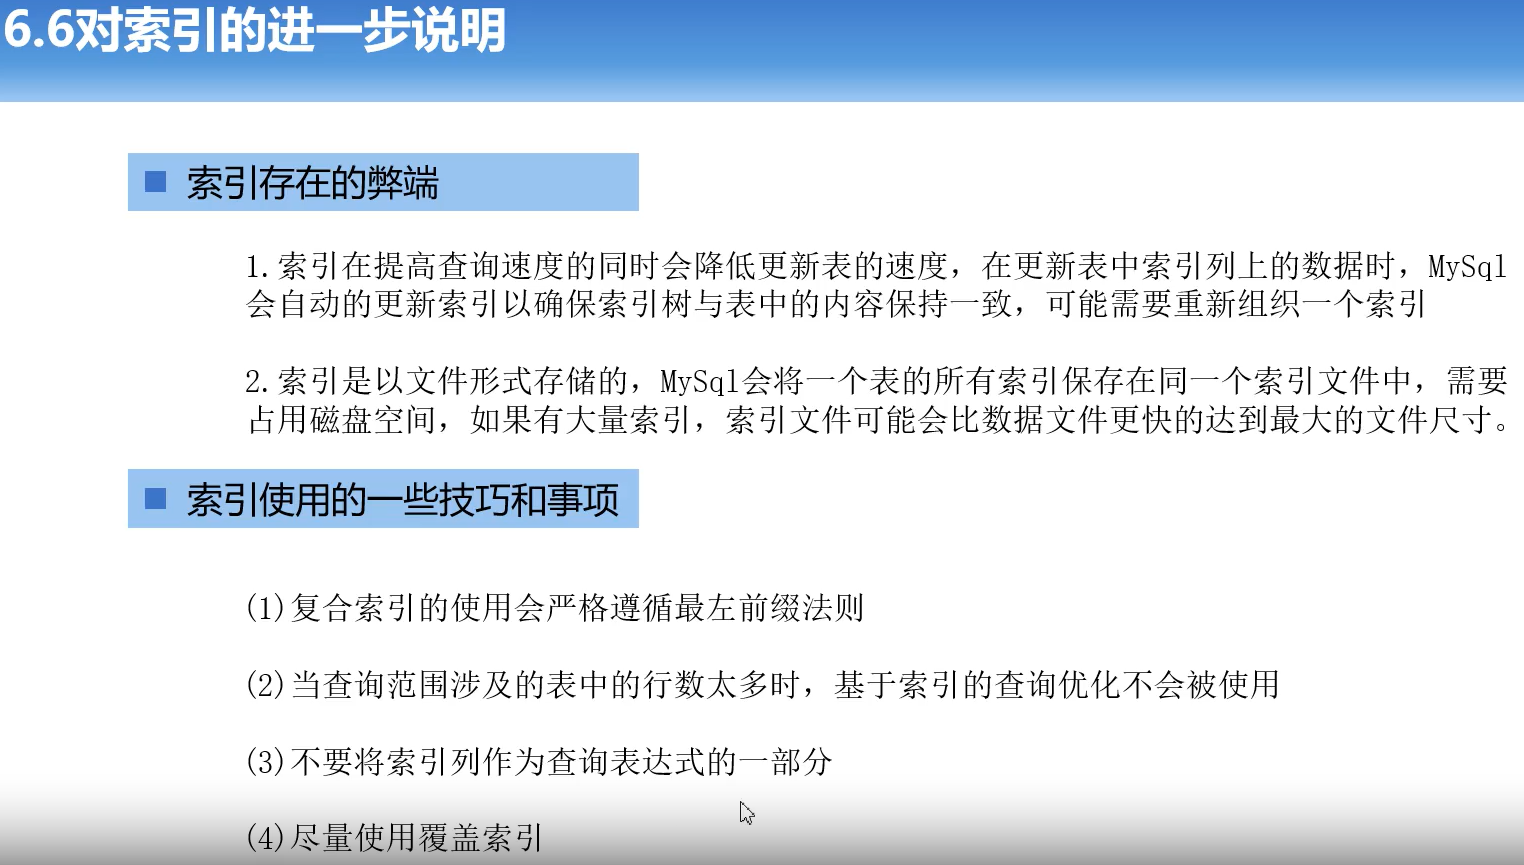 6.6对索引的进一步说明
索引存在的弊端
1.索引在提高查询速度的同时会降低更新表的速度，在更新表中索引列上的数据时，MySql
会自动的更新索引以确保索引树与表中的内容保持一致，可能需要重新组织一个索引
2.索引是以文件形式存储的，MySql会将一个表的所有索引保存在同一个索引文件中，需要
占用磁盘空间，如果有大量索引，索引文件可能会比数据文件更快的达到最大的文件尺寸。
索引使用的一些技巧和事项
(1)复合索引的使用会严格遵循最左前缀法则
(2)当查询范围涉及的表中的行数太多时，基于索引的查询优化不会被使用
(3)不要将索引列作为查询表达式的一部分
(4)尽量使用覆盖索引